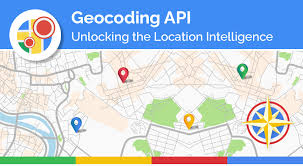 Geocoding API
Unlocking the Location Intelligence